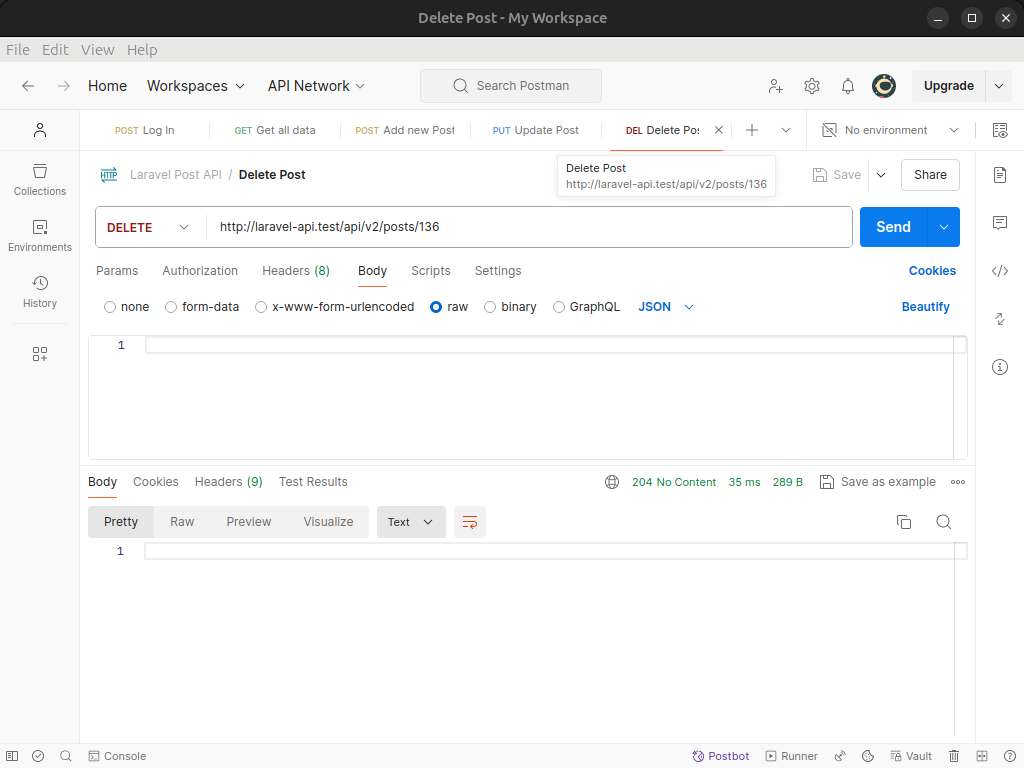 Delete Post - My Workspace
File Edit View Help
Home Workspaces API Network Search Postman Upgrade
POST Log In GET Get all data POST Add new Post PUT Update Post DEL Delete Pos No environment
Delete Post
http://laravel-api.test/api/v2/posts/136
HTTP Laravel Post API / Delete Post Save Share
Collections
Environments
History
DELETE http://laravel-api.test/api/v2/posts/136 Send
Params Authorization Headers (8) Body Scripts Settings Cookies
none form-data x-www-form-urlencoded raw binary GraphQL JSON Beautify
1
Body Cookies Headers (9) Test Results 204 No Content 35 ms 289 B Save as example
Pretty Raw Preview Visualize Text
1
Console Postbot Runner Vault